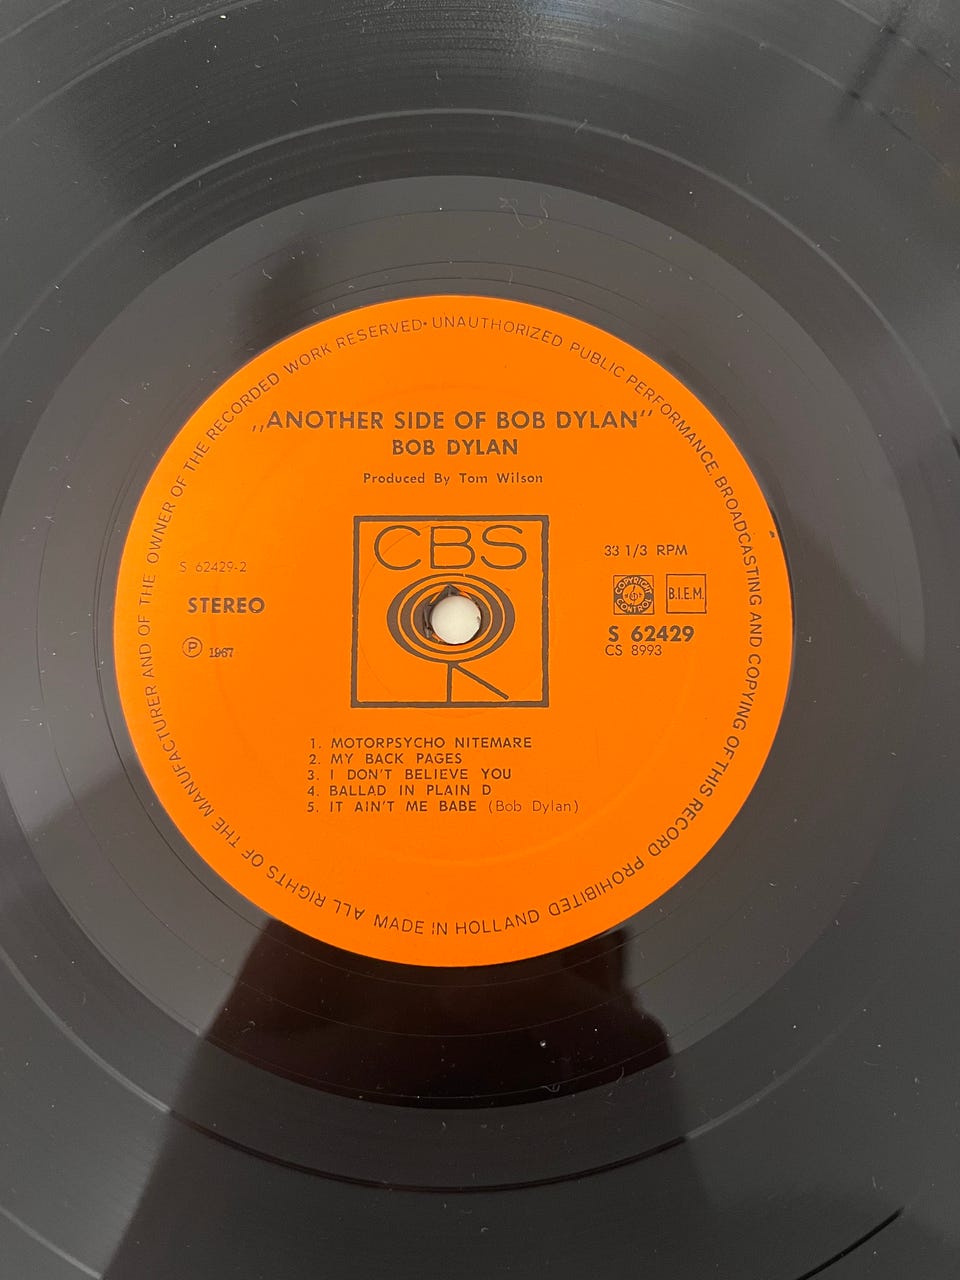 ALL RIGHTS OF THE MANUFACTURER AND OF THE OWNER OF THE RECORDED WORK RESERVED• UNAUTHORIZED PUBLIC PERFORMANCE BROADCASTING AND COPYING OF THIS RECORD PROHIBITED
,,ANOTHER SIDE OF BOB DYLAN''
BOB DYLAN
Produced By Tom Wilson
CBS
33 1/3 RPM
S 62429-2
COPYRIGHT CONTROL
B.I.E.M.
STEREO
S 62429
Ⓟ 1967
CS 8993
1. MOTORPSYCHO NITEMARE
2. MY BACK PAGES
3. I DON'T BELIEVE YOU
4. BALLAD IN PLAIN D
5. IT AIN'T ME BABE (Bob Dylan)
MADE IN HOLLAND